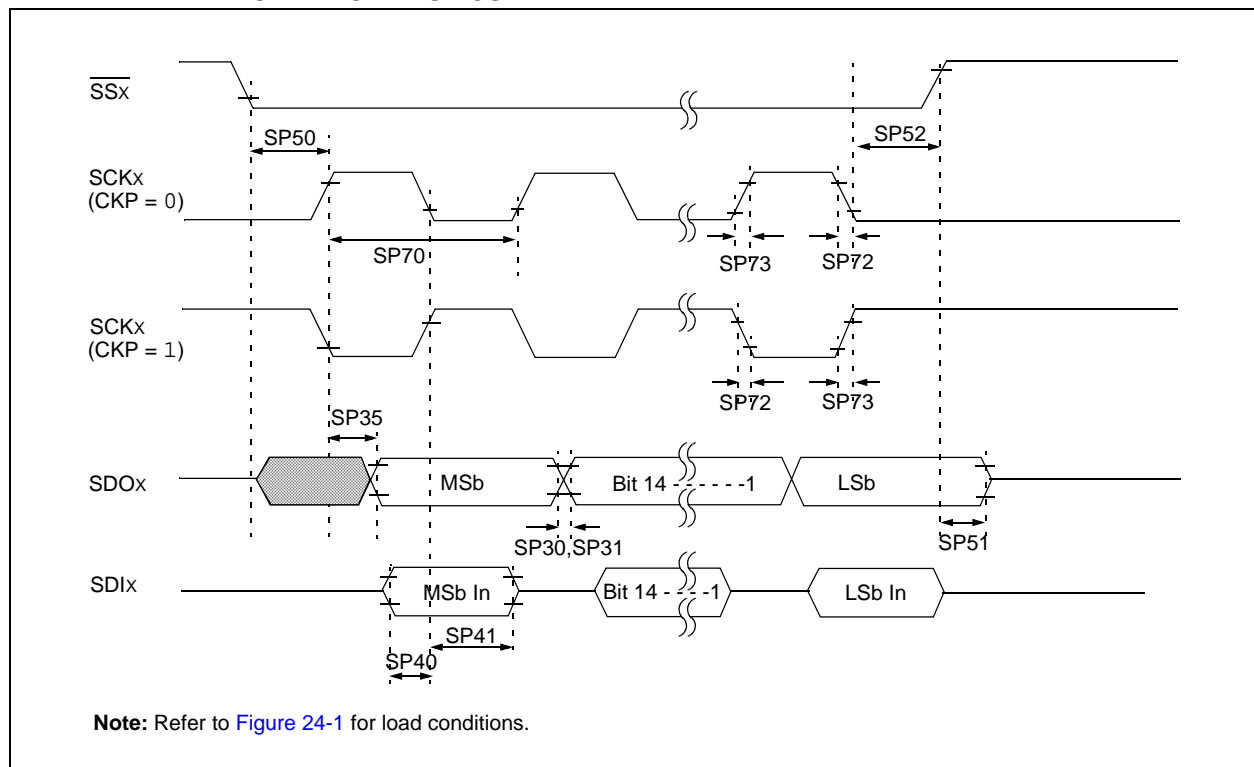 SSx
SP50
SP52
SCKx
(CKP = 0)
SP70
SP73
SP72
SCKx
(CKP = 1)
SP72
SP73
SP35
SDOx
MSb
Bit 14 - - - - - -1
LSb
SP30,SP31
SP51
SDIx
MSb In
Bit 14 - - - -1
LSb In
SP41
SP40
Note: Refer to Figure 24-1 for load conditions.